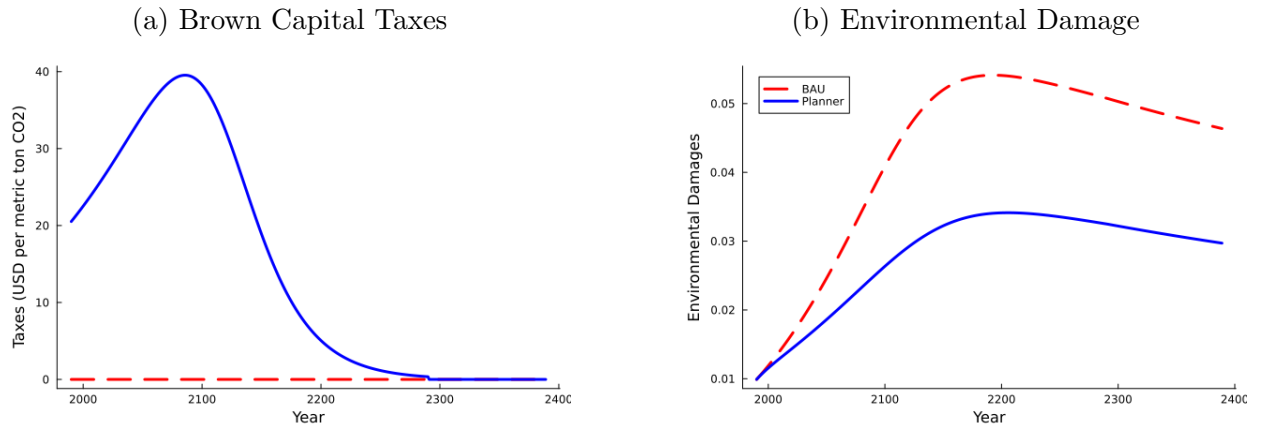 (a) Brown Capital Taxes
Taxes (USD per metric ton CO2)
40
30
20
10
0
2000
2100
2200
2300
2400
Year
(b) Environmental Damage
Environmental Damages
BAU
Planner
0.05
0.04
0.03
0.02
0.01
2000
2100
2200
2300
2400
Year